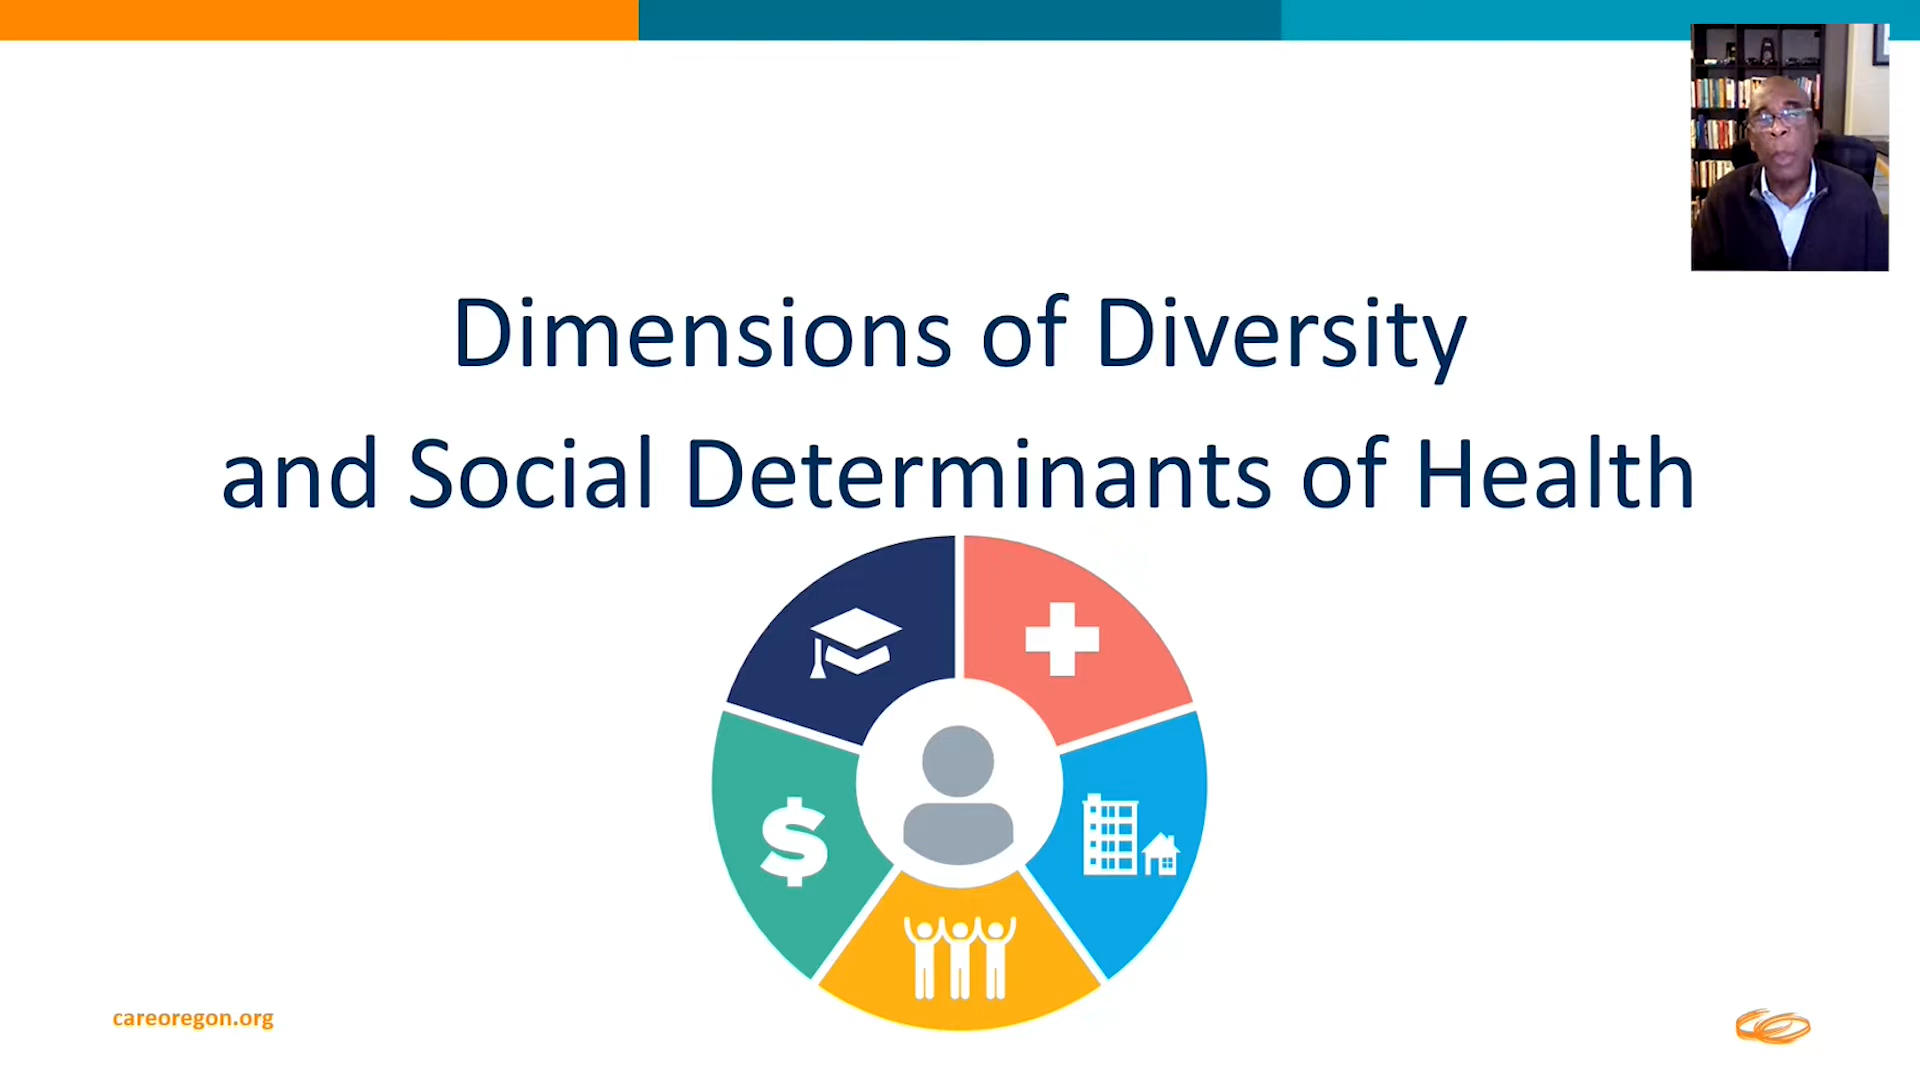 Dimensions of Diversity
and Social Determinants of Health
$
careoregon.org